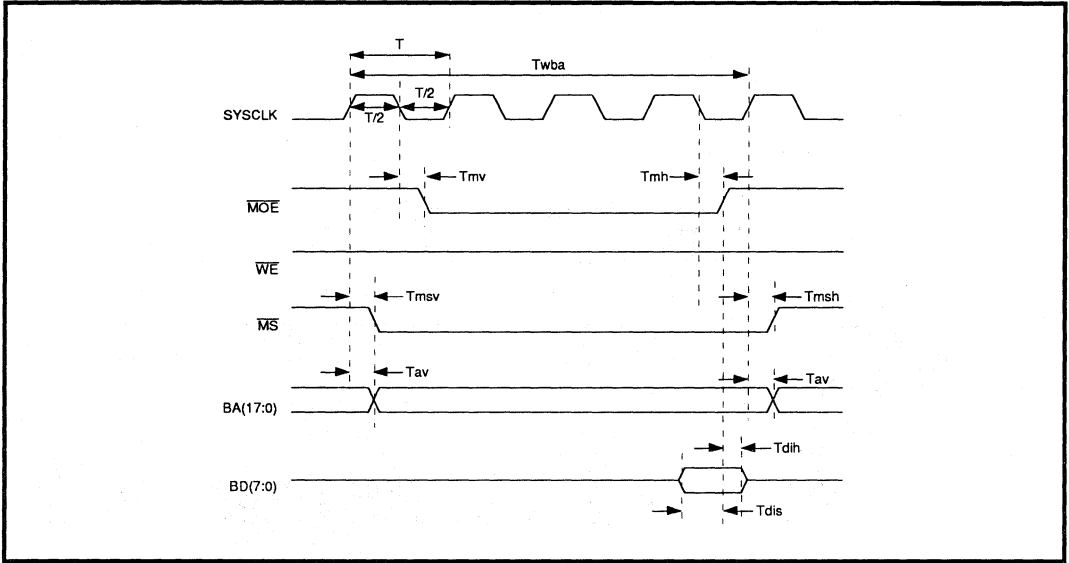 T
Twba
T/2
SYSCLK
T/2
Tmv
Tmh
MOE
WE
Tmsv
Tmsh
MS
Tav
Tav
BA(17:0)
Tdih
BD(7:0)
Tdis